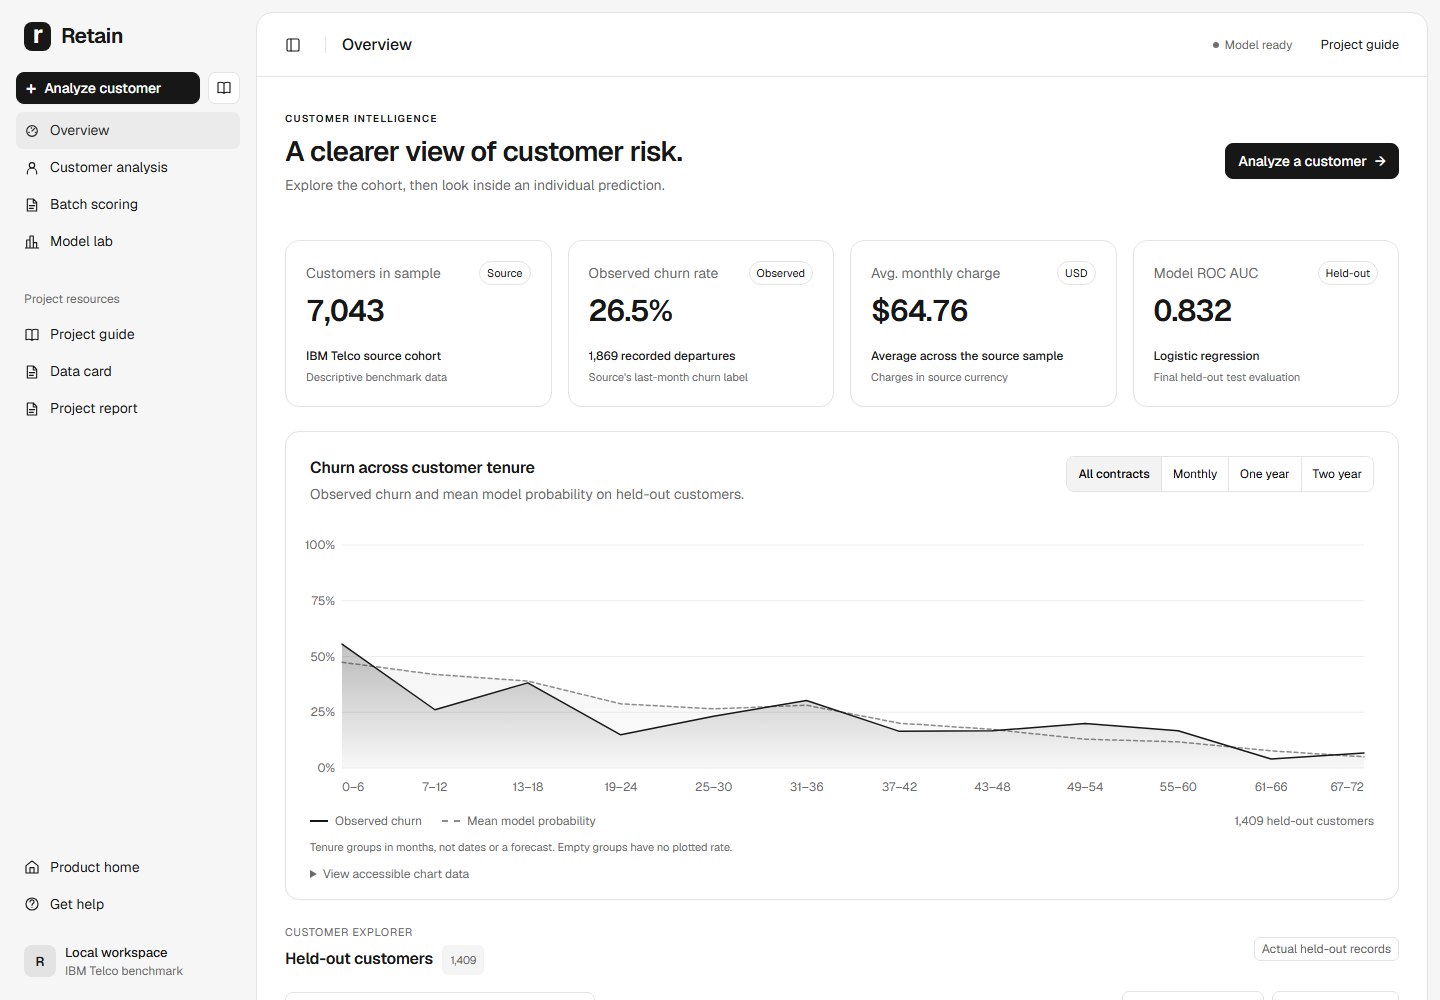 r Retain
+ Analyze customer
Overview
Customer analysis
Batch scoring
Model lab
Project resources
Project guide
Data card
Project report
Product home
Get help
R
Local workspace
IBM Telco benchmark
Overview
Model ready
Project guide
CUSTOMER INTELLIGENCE
A clearer view of customer risk.
Explore the cohort, then look inside an individual prediction.
Analyze a customer →
Customers in sample
Source
7,043
IBM Telco source cohort
Descriptive benchmark data
Observed churn rate
Observed
26.5%
1,869 recorded departures
Source's last-month churn label
Avg. monthly charge
USD
$64.76
Average across the source sample
Charges in source currency
Model ROC AUC
Held-out
0.832
Logistic regression
Final held-out test evaluation
Churn across customer tenure
Observed churn and mean model probability on held-out customers.
All contracts
Monthly
One year
Two year
100%
75%
50%
25%
0%
0–6 7–12 13–18 19–24 25–30 31–36 37–42 43–48 49–54 55–60 61–66 67–72
Observed churn
Mean model probability
1,409 held-out customers
Tenure groups in months, not dates or a forecast. Empty groups have no plotted rate.
View accessible chart data
CUSTOMER EXPLORER
Held-out customers
1,409
Actual held-out records